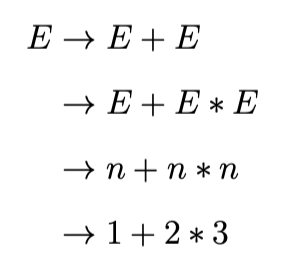 E → E + E
→ E + E * E
→ n + n * n
→ 1 + 2 * 3